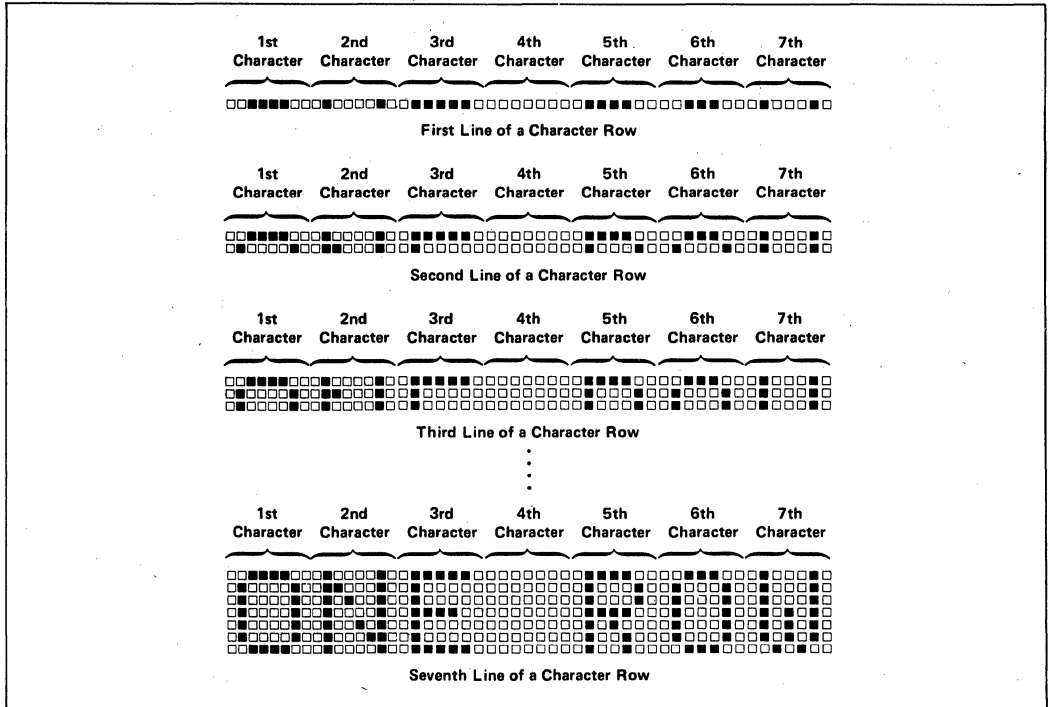 1st 2nd 3rd 4th 5th 6th 7th
Character Character Character Character Character Character Character
First Line of a Character Row
1st 2nd 3rd 4th 5th 6th 7th
Character Character Character Character Character Character Character
Second Line of a Character Row
1st 2nd 3rd 4th 5th 6th 7th
Character Character Character Character Character Character Character
Third Line of a Character Row
1st 2nd 3rd 4th 5th 6th 7th
Character Character Character Character Character Character Character
ONE ROW
Seventh Line of a Character Row